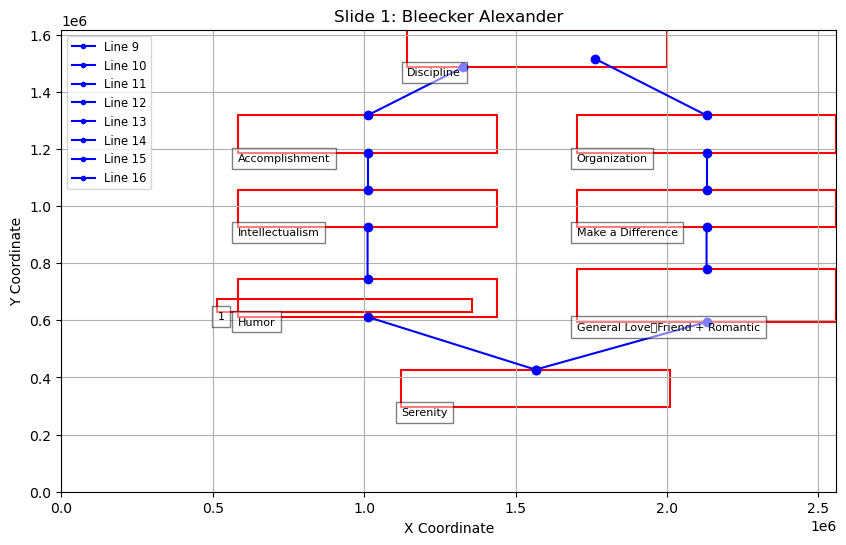 Slide 1: Bleecker Alexander
1e6
Line 9
Line 10
Line 11
Line 12
Line 13
Line 14
Line 15
Line 16
Discipline
Accomplishment
Organization
Intellectualism
Make a Difference
1
Humor
General Love▯Friend + Romantic
Serenity
Y Coordinate
1.6
1.4
1.2
1.0
0.8
0.6
0.4
0.2
0.0
0.0
0.5
1.0
1.5
2.0
2.5
X Coordinate
1e6